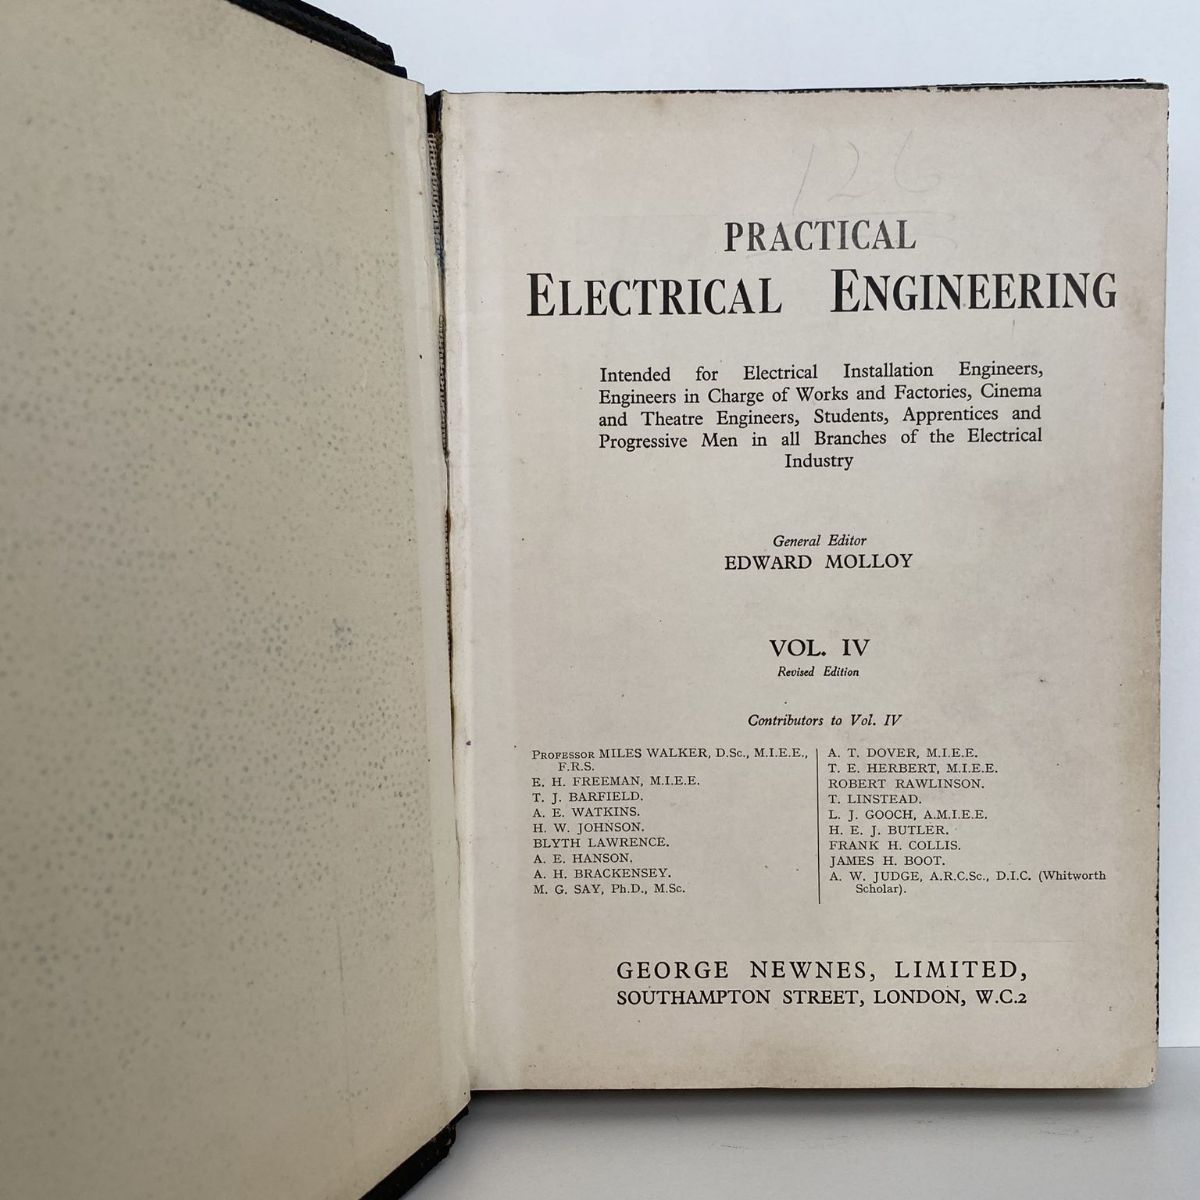 126
PRACTICAL
ELECTRICAL ENGINEERING
Intended for Electrical Installation Engineers,
Engineers in Charge of Works and Factories, Cinema
and Theatre Engineers, Students, Apprentices and
Progressive Men in all Branches of the Electrical
Industry
General Editor
EDWARD MOLLOY
VOL. IV
Revised Edition
Contributors to Vol. IV
PROFESSOR MILES WALKER, D.Sc., M.I.E.E.,
F.R.S.
E. H. FREEMAN, M.I.E.E.
T. J. BARFIELD.
A. E. WATKINS.
H. W. JOHNSON.
BLYTH LAWRENCE.
A. E. HANSON.
A. H. BRACKENSEY.
M. G. SAY, Ph.D., M.Sc.
A. T. DOVER, M.I.E.E.
T. E. HERBERT, M.I.E.E.
ROBERT RAWLINSON.
T. LINSTEAD.
L. J. GOOCH, A.M.I.E.E.
H. E. J. BUTLER.
FRANK H. COLLIS.
JAMES H. BOOT.
A. W. JUDGE, A.R.C.Sc., D.I.C. (Whitworth
Scholar).
GEORGE NEWNES, LIMITED,
SOUTHAMPTON STREET, LONDON, W.C.2